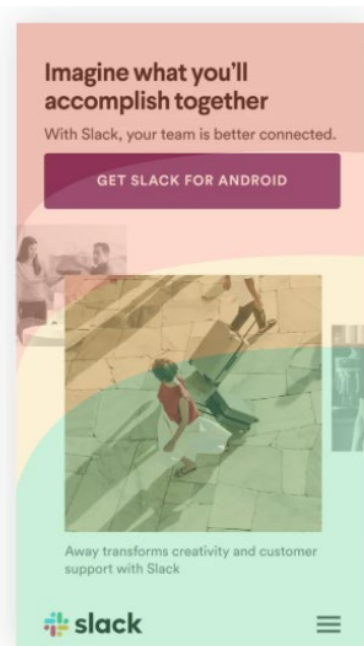 Imagine what you'll
accomplish together
With Slack, your team is better connected.
GET SLACK FOR ANDROID
Away transforms creativity and customer
support with Slack
slack